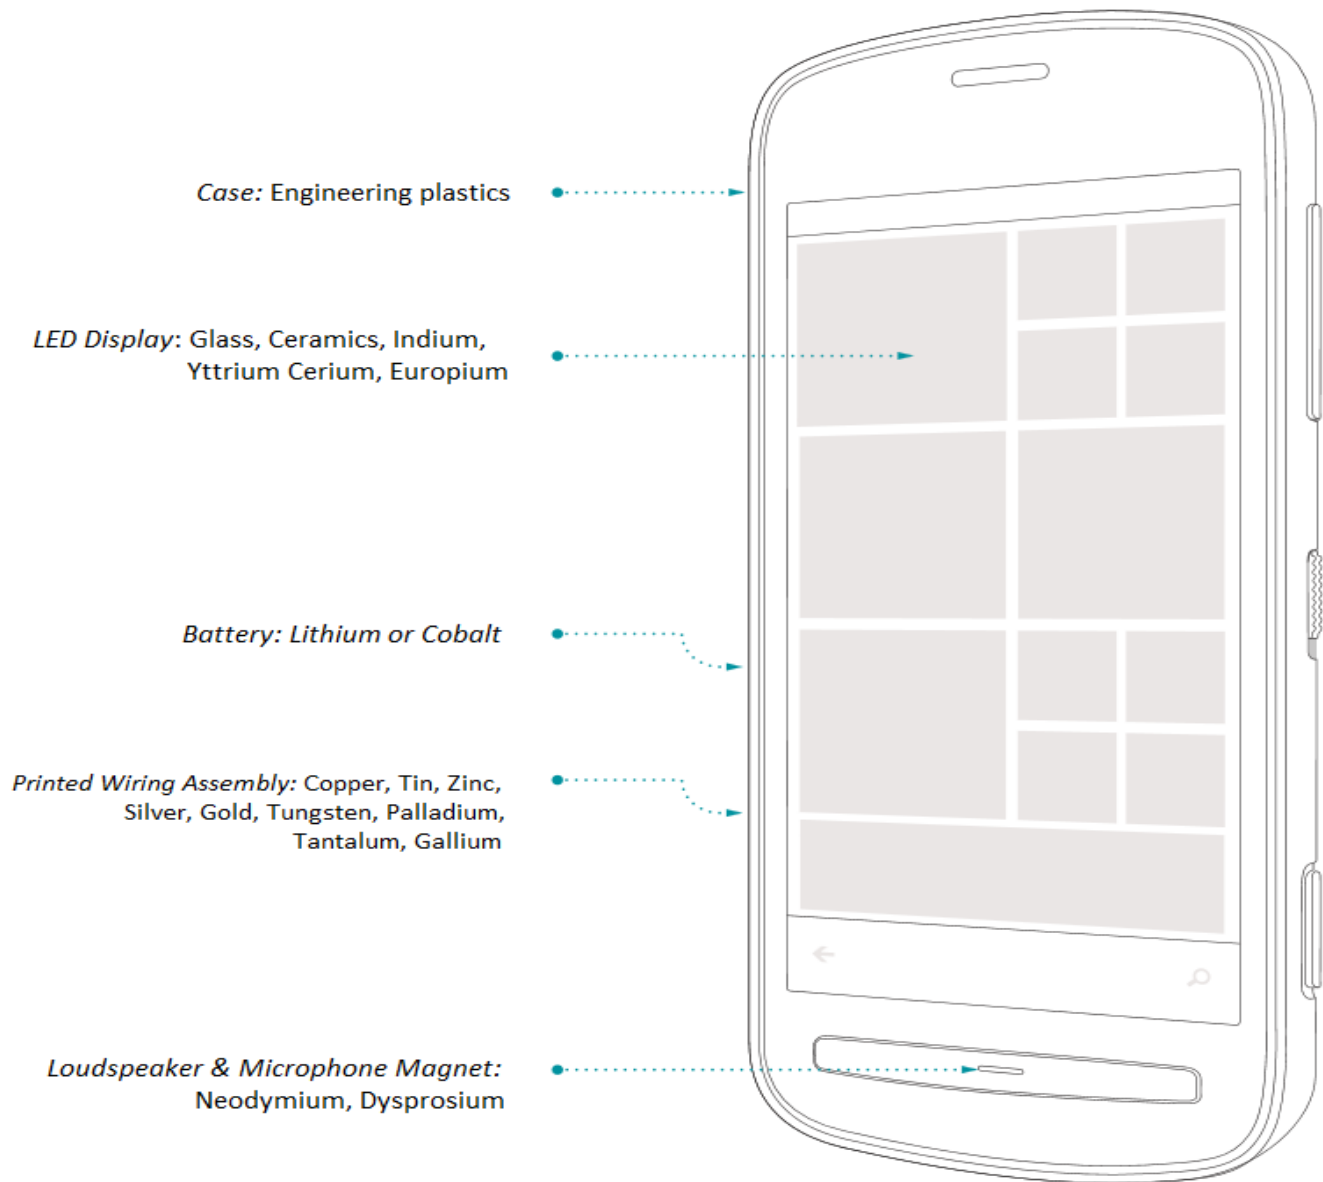 Case: Engineering plastics
LED Display: Glass, Ceramics, Indium,
Yttrium Cerium, Europium
Battery: Lithium or Cobalt
Printed Wiring Assembly: Copper, Tin, Zinc,
Silver, Gold, Tungsten, Palladium,
Tantalum, Gallium
Loudspeaker & Microphone Magnet:
Neodymium, Dysprosium